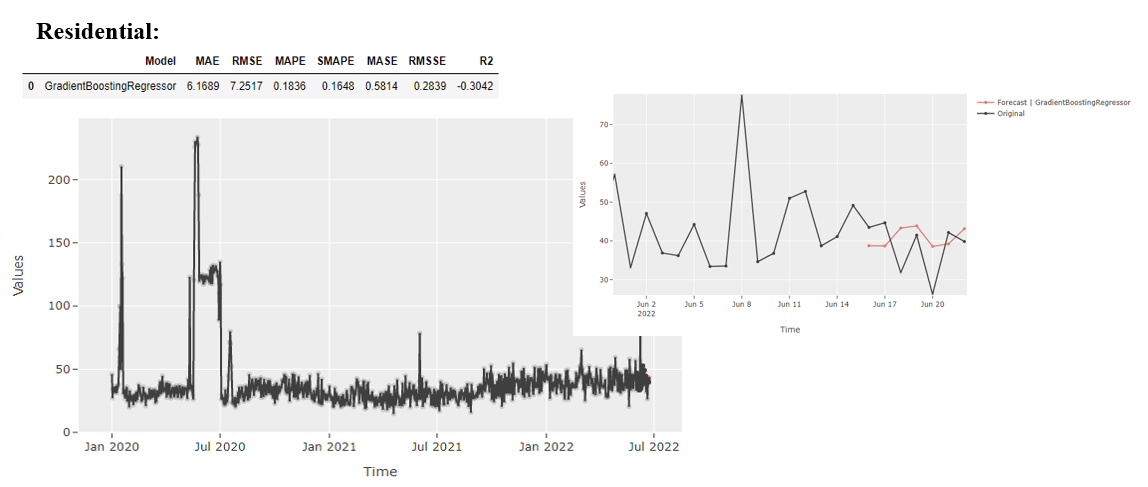 Residential:
Model MAE RMSE MAPE SMAPE MASE RMSSE R2
0 GradientBoostingRegressor 6.1689 7.2517 0.1836 0.1648 0.5814 0.2839 -0.3042
200
150
100
50
0
Values
Jan 2020 Jul 2020 Jan 2021 Jul 2021 Jan 2022 Jul 2022
Time
70
60
50
40
30
Values
Jun 2 Jun 5 Jun 8 Jun 11 Jun 14 Jun 17 Jun 20
2022
Time
Forecast | GradientBoostingRegressor
Original